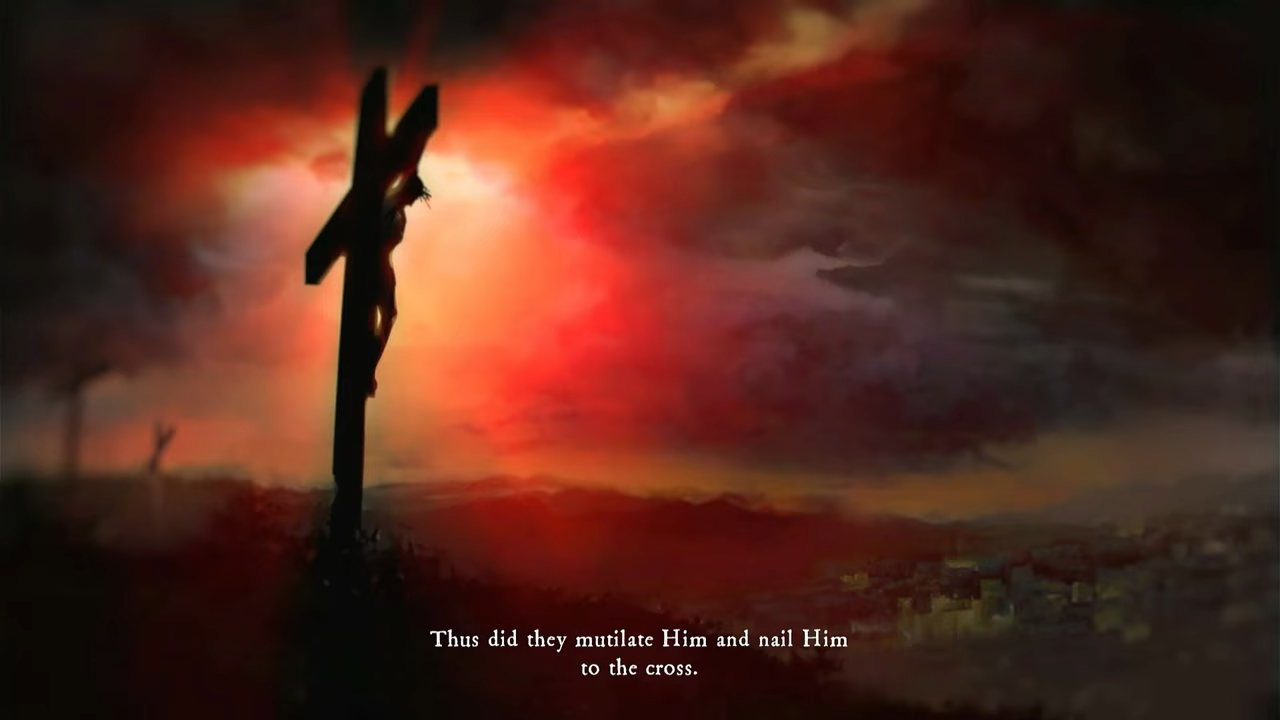 Thus did they mutilate Him and nail Him
to the cross.